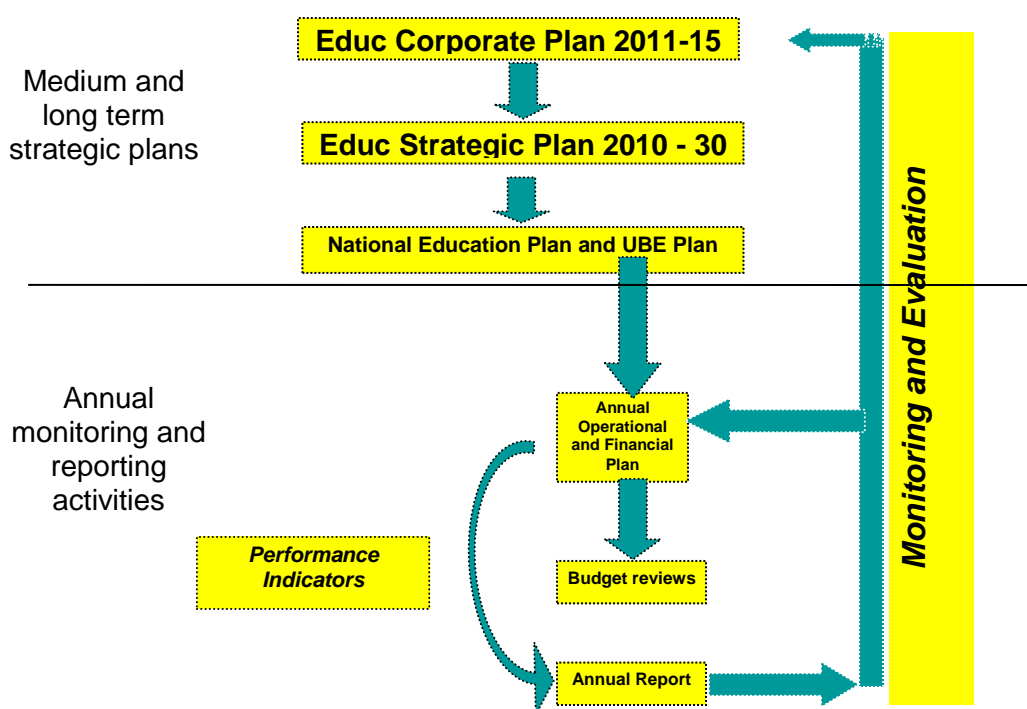 Educ Corporate Plan 2011-15
Medium and
long term
strategic plans
Educ Strategic Plan 2010 - 30
National Education Plan and UBE Plan
Monitoring and Evaluation
Annual
monitoring and
reporting
activities
Annual
Operational
and Financial
Plan
Performance
Indicators
Budget reviews
Annual Report